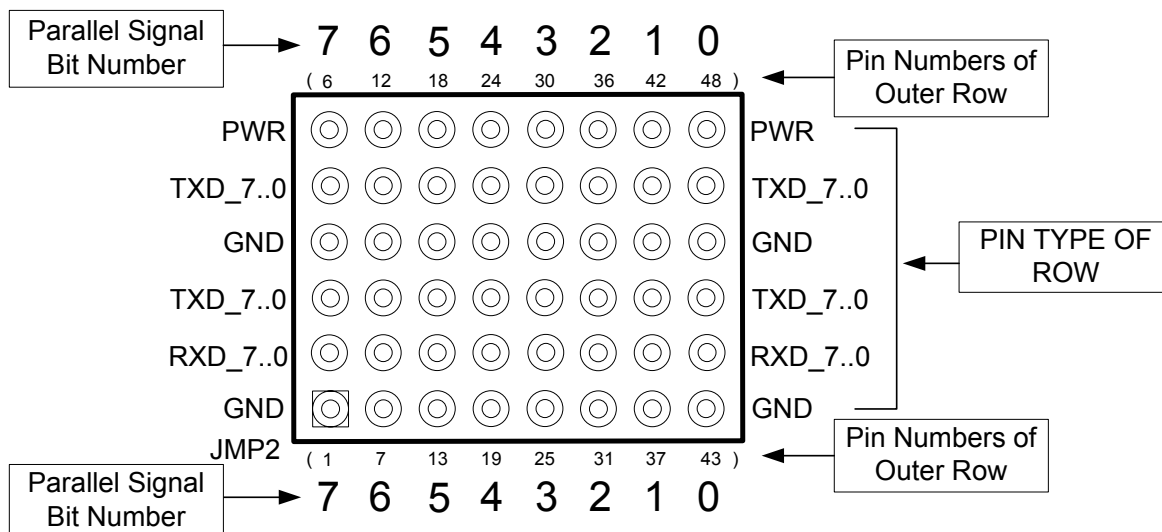 Parallel Signal
Bit Number
7 6 5 4 3 2 1 0
( 6 12 18 24 30 36 42 48 )
Pin Numbers of
Outer Row
PWR PWR
TXD_7..0 TXD_7..0
GND GND
PIN TYPE OF
ROW
TXD_7..0 TXD_7..0
RXD_7..0 RXD_7..0
GND GND
JMP2
( 1 7 13 19 25 31 37 43 )
Pin Numbers of
Outer Row
Parallel Signal
Bit Number
7 6 5 4 3 2 1 0